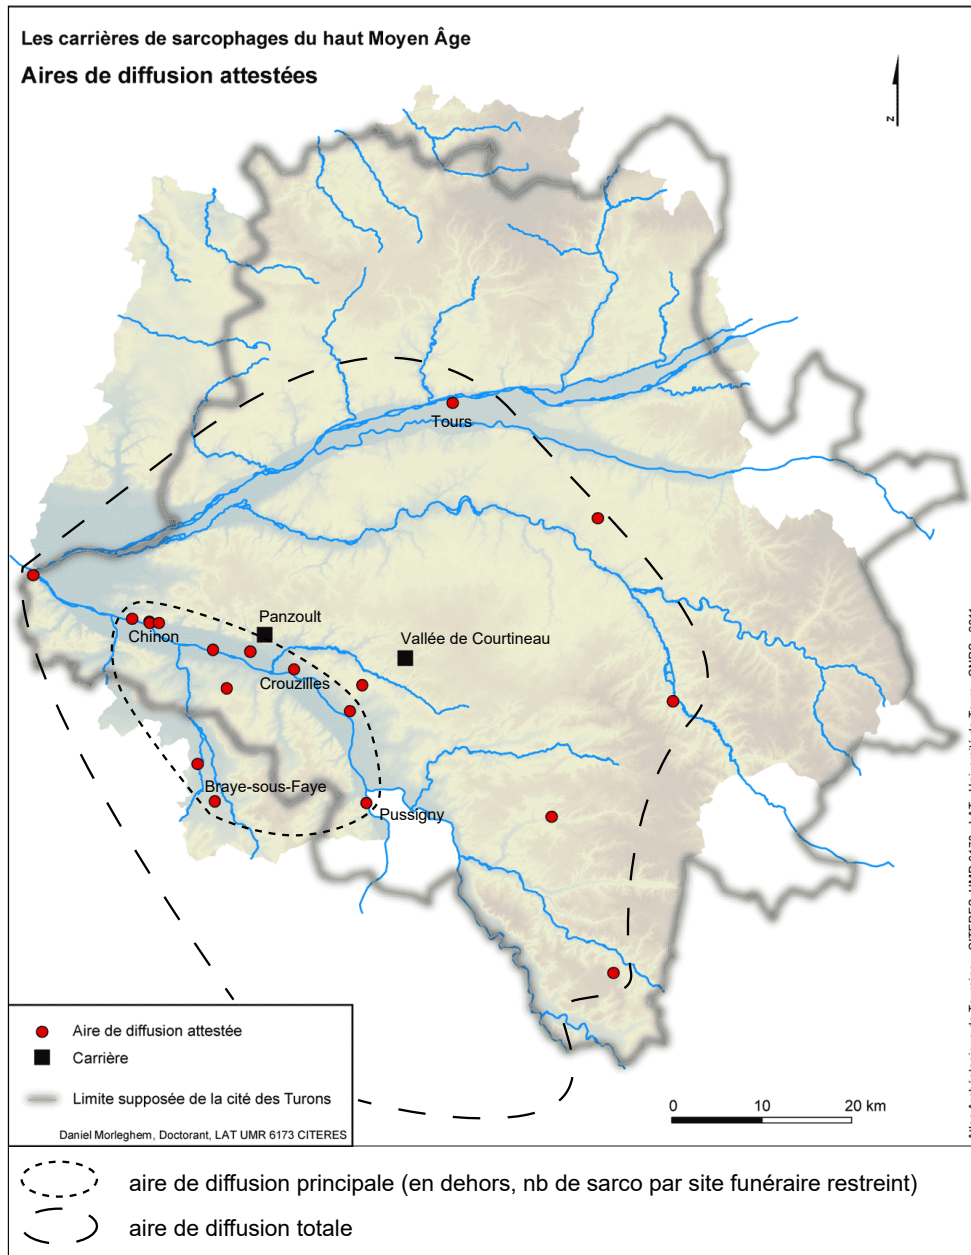 Les carrières de sarcophages du haut Moyen Âge
Aires de diffusion attestées
z
Tours
Panzoult
Chinon
Vallée de Courtineau
Crouzilles
Braye-sous-Faye
Pussigny
Aire de diffusion attestée
Carrière
Limite supposée de la cité des Turons
Daniel Morleghem, Doctorant, LAT UMR 6173 CITERES
0 10 20 km
aire de diffusion principale (en dehors, nb de sarco par site funéraire restreint)
aire de diffusion totale